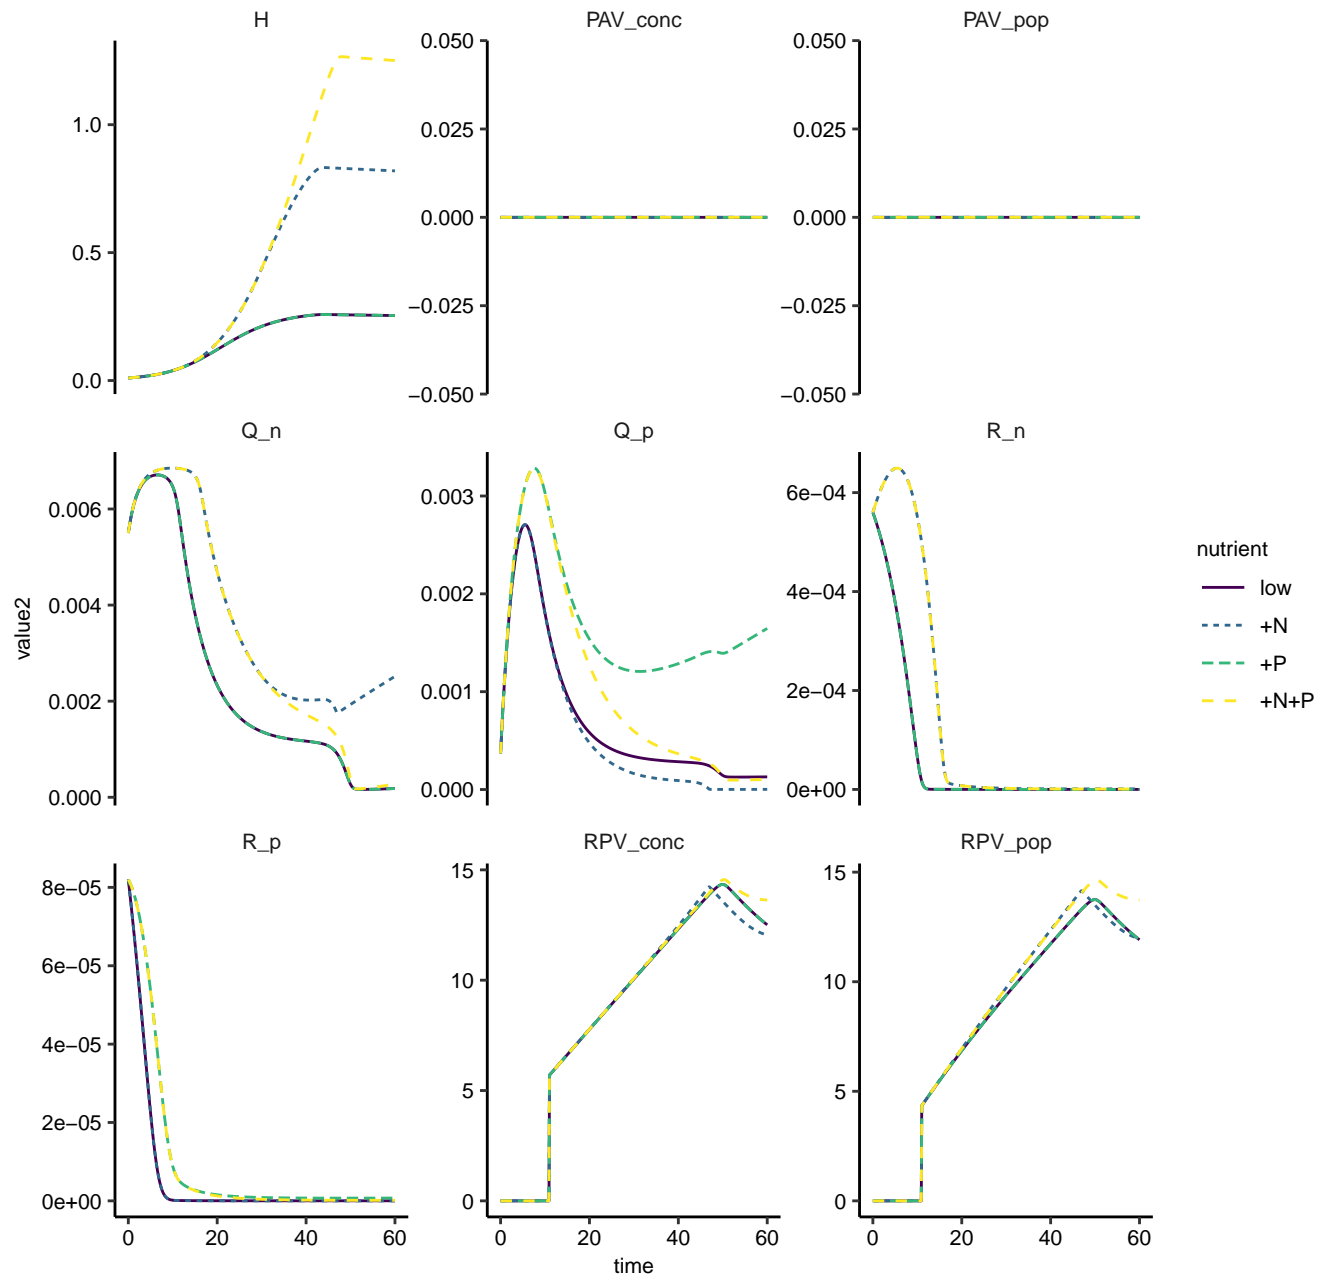 H
PAV_conc
PAV_pop
1.0
0.5
0.0
0.050
0.025
0.000
−0.025
−0.050
0.050
0.025
0.000
−0.025
−0.050
Q_n
Q_p
R_n
0.006
0.004
0.002
0.000
0.003
0.002
0.001
0.000
6e−04
4e−04
2e−04
0e+00
value2
R_p
RPV_conc
RPV_pop
8e−05
6e−05
4e−05
2e−05
0e+00
15
10
5
0
15
10
5
0
0 20 40 60
0 20 40 60
0 20 40 60
time
nutrient
low
+N
+P
+N+P